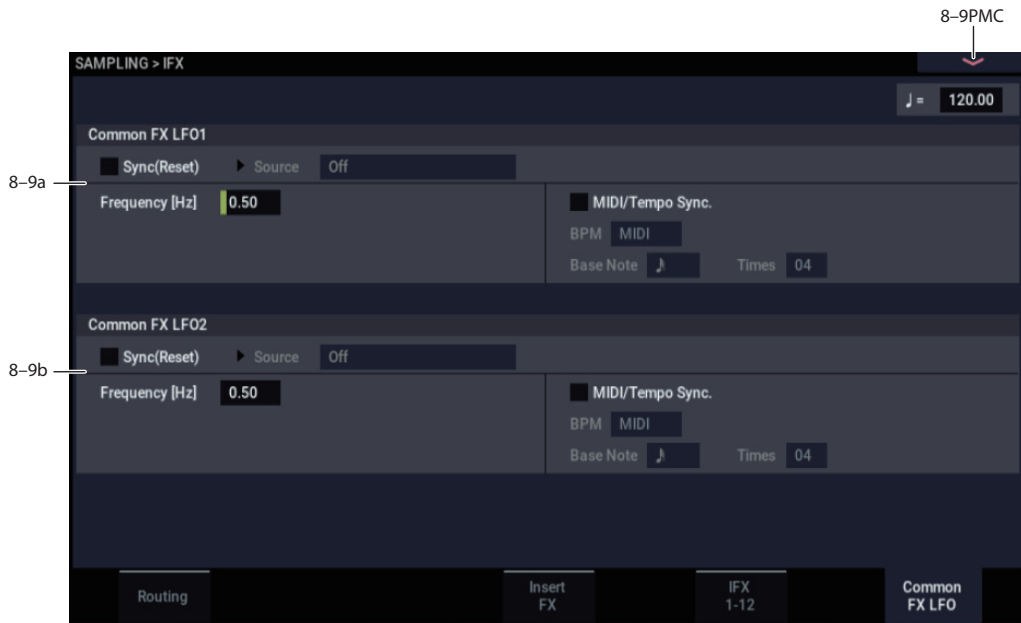 8–9PMC
SAMPLING > IFX
♩ = 120.00
Common FX LFO1
Sync(Reset) Source Off
8–9a
Frequency [Hz] 0.50 MIDI/Tempo Sync.
BPM MIDI
Base Note Times 04
Common FX LFO2
Sync(Reset) Source Off
8–9b
Frequency [Hz] 0.50 MIDI/Tempo Sync.
BPM MIDI
Base Note Times 04
Routing
Insert
FX
IFX
1-12
Common
FX LFO